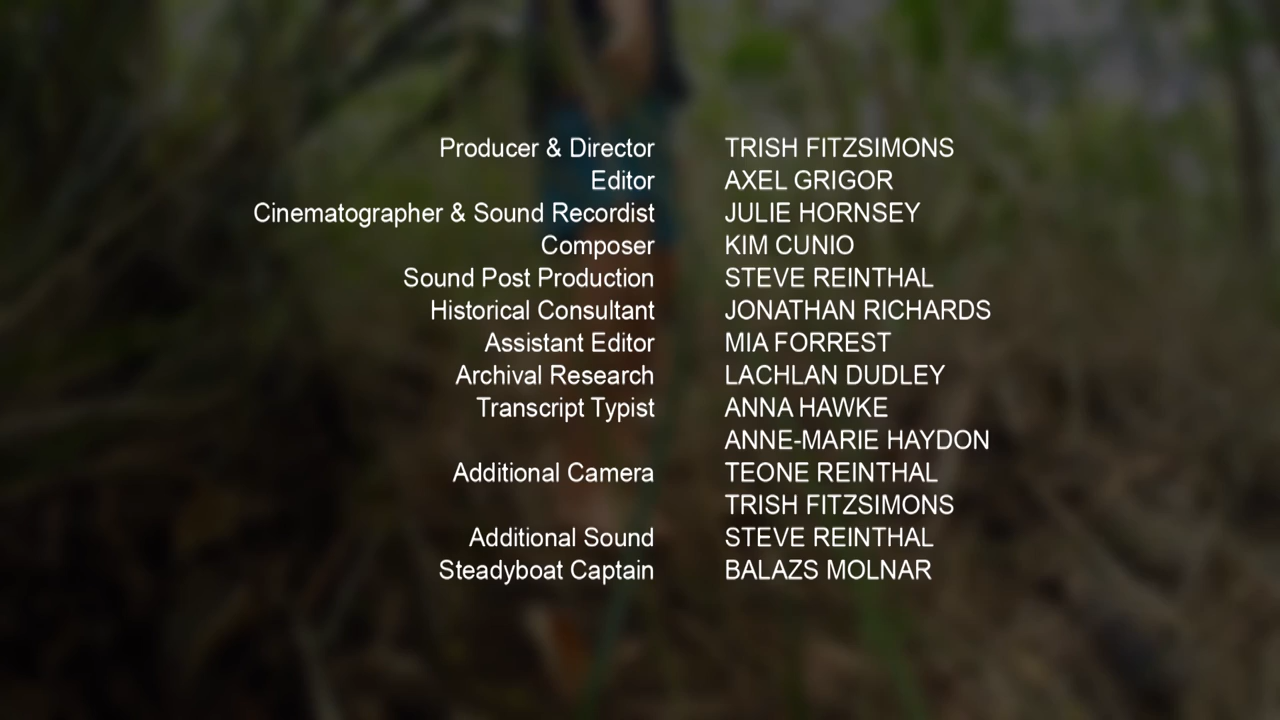 Producer & Director TRISH FITZSIMONS
Editor AXEL GRIGOR
Cinematographer & Sound Recordist JULIE HORNSEY
Composer KIM CUNIO
Sound Post Production STEVE REINTHAL
Historical Consultant JONATHAN RICHARDS
Assistant Editor MIA FORREST
Archival Research LACHLAN DUDLEY
Transcript Typist ANNA HAWKE
ANNE-MARIE HAYDON
Additional Camera TEONE REINTHAL
TRISH FITZSIMONS
Additional Sound STEVE REINTHAL
Steadyboat Captain BALAZS MOLNAR